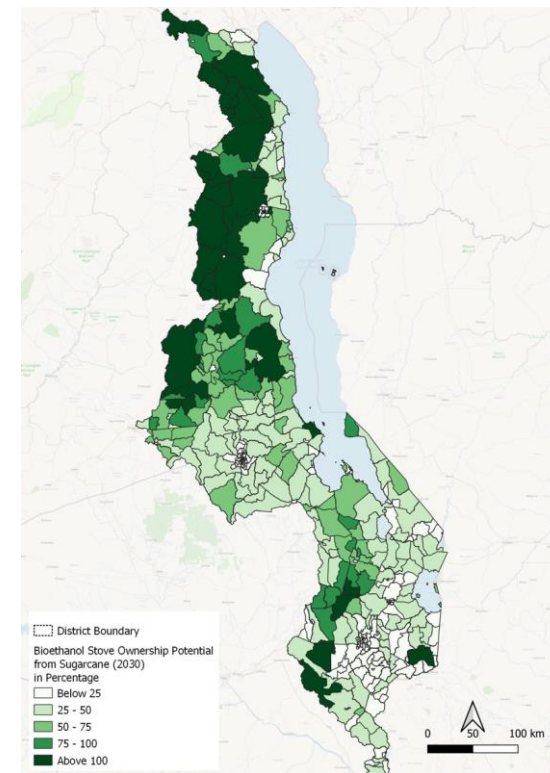 District Boundary
Bioethanol Stove Ownership Potential
from Sugarcane (2030)
in Percentage
Below 25
25 - 50
50 - 75
75 - 100
Above 100
0 50 100 km